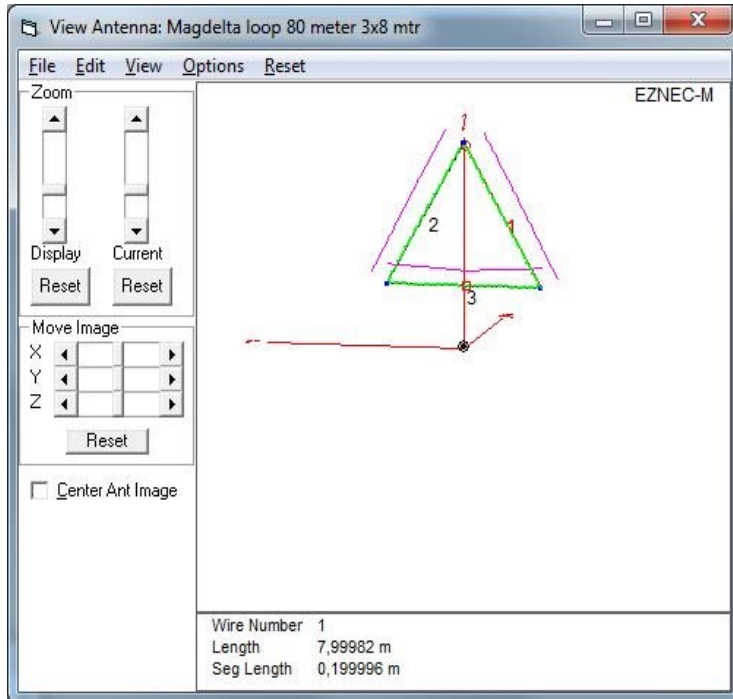 View Antenna: Magdelta loop 80 meter 3x8 mtr
File Edit View Options Reset
Zoom
Display Current
Reset Reset
Move Image
X
Y
Z
Reset
Center Ant Image
EZNEC-M
2
1
3
Wire Number 1
Length 7,99982 m
Seg Length 0,199996 m